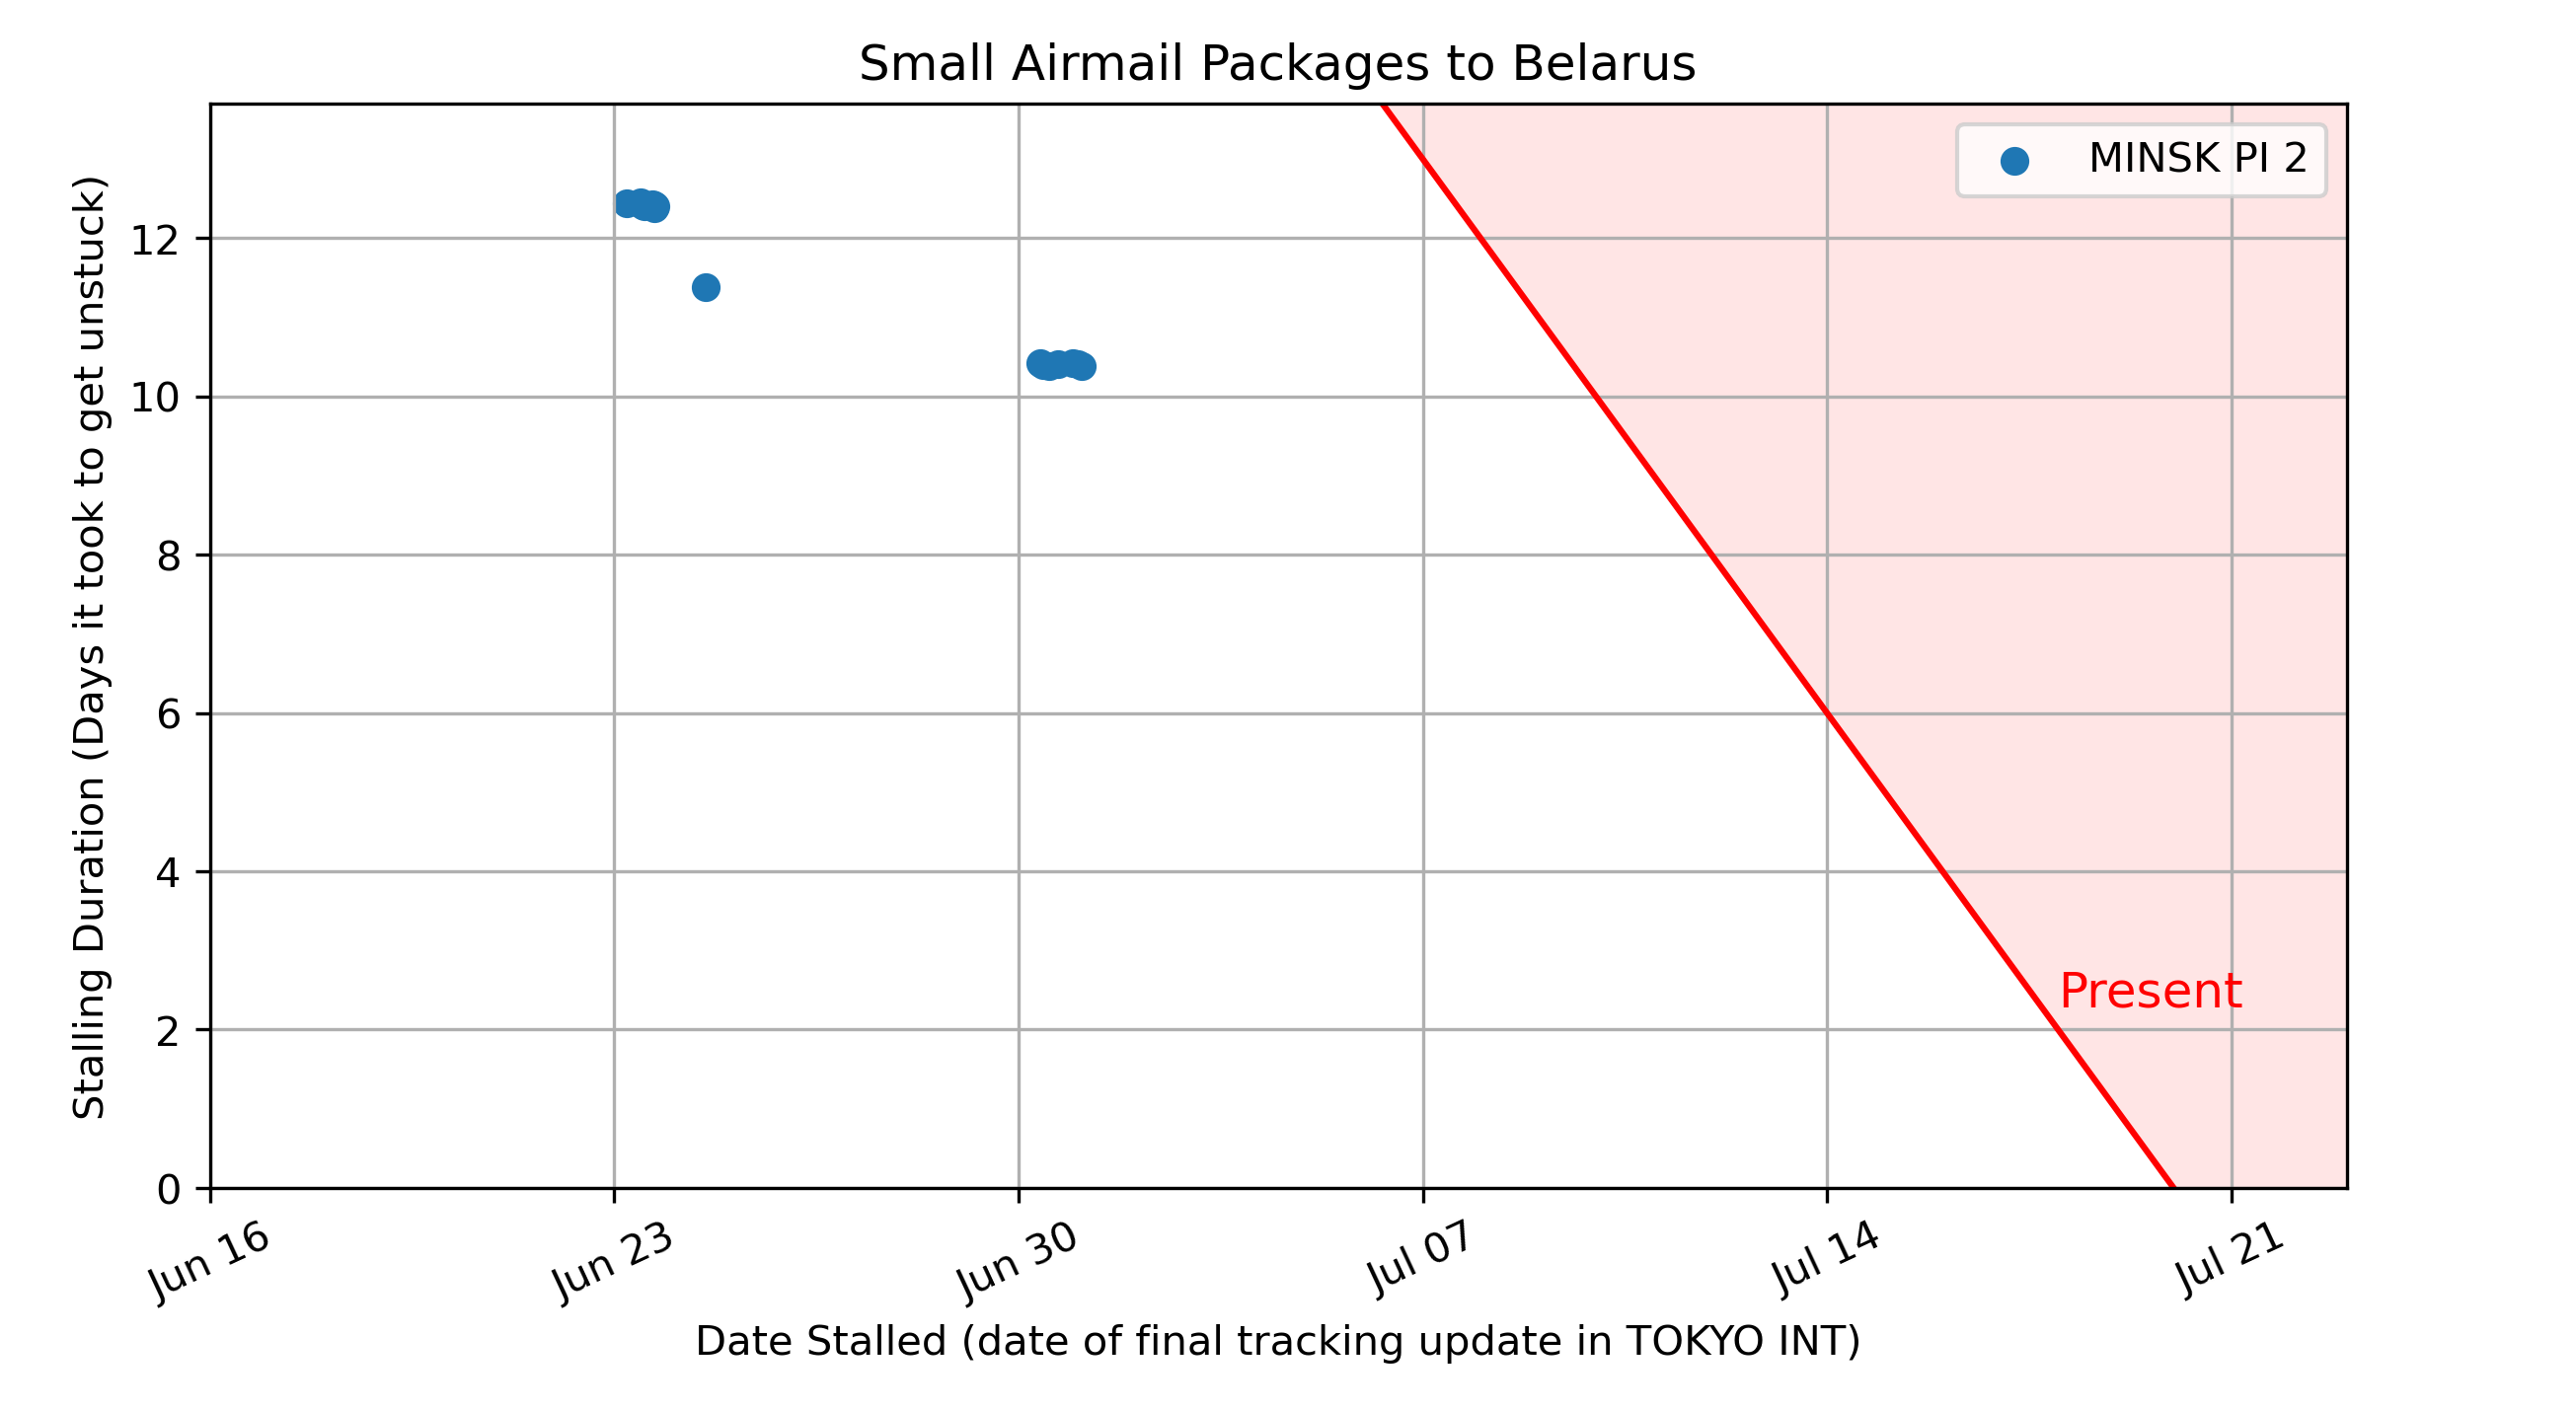 Small Airmail Packages to Belarus
MINSK PI 2
Stalling Duration (Days it took to get unstuck)
12
10
8
6
4
2
0
Present
Jun 16
Jun 23
Jun 30
Jul 07
Jul 14
Jul 21
Date Stalled (date of final tracking update in TOKYO INT)